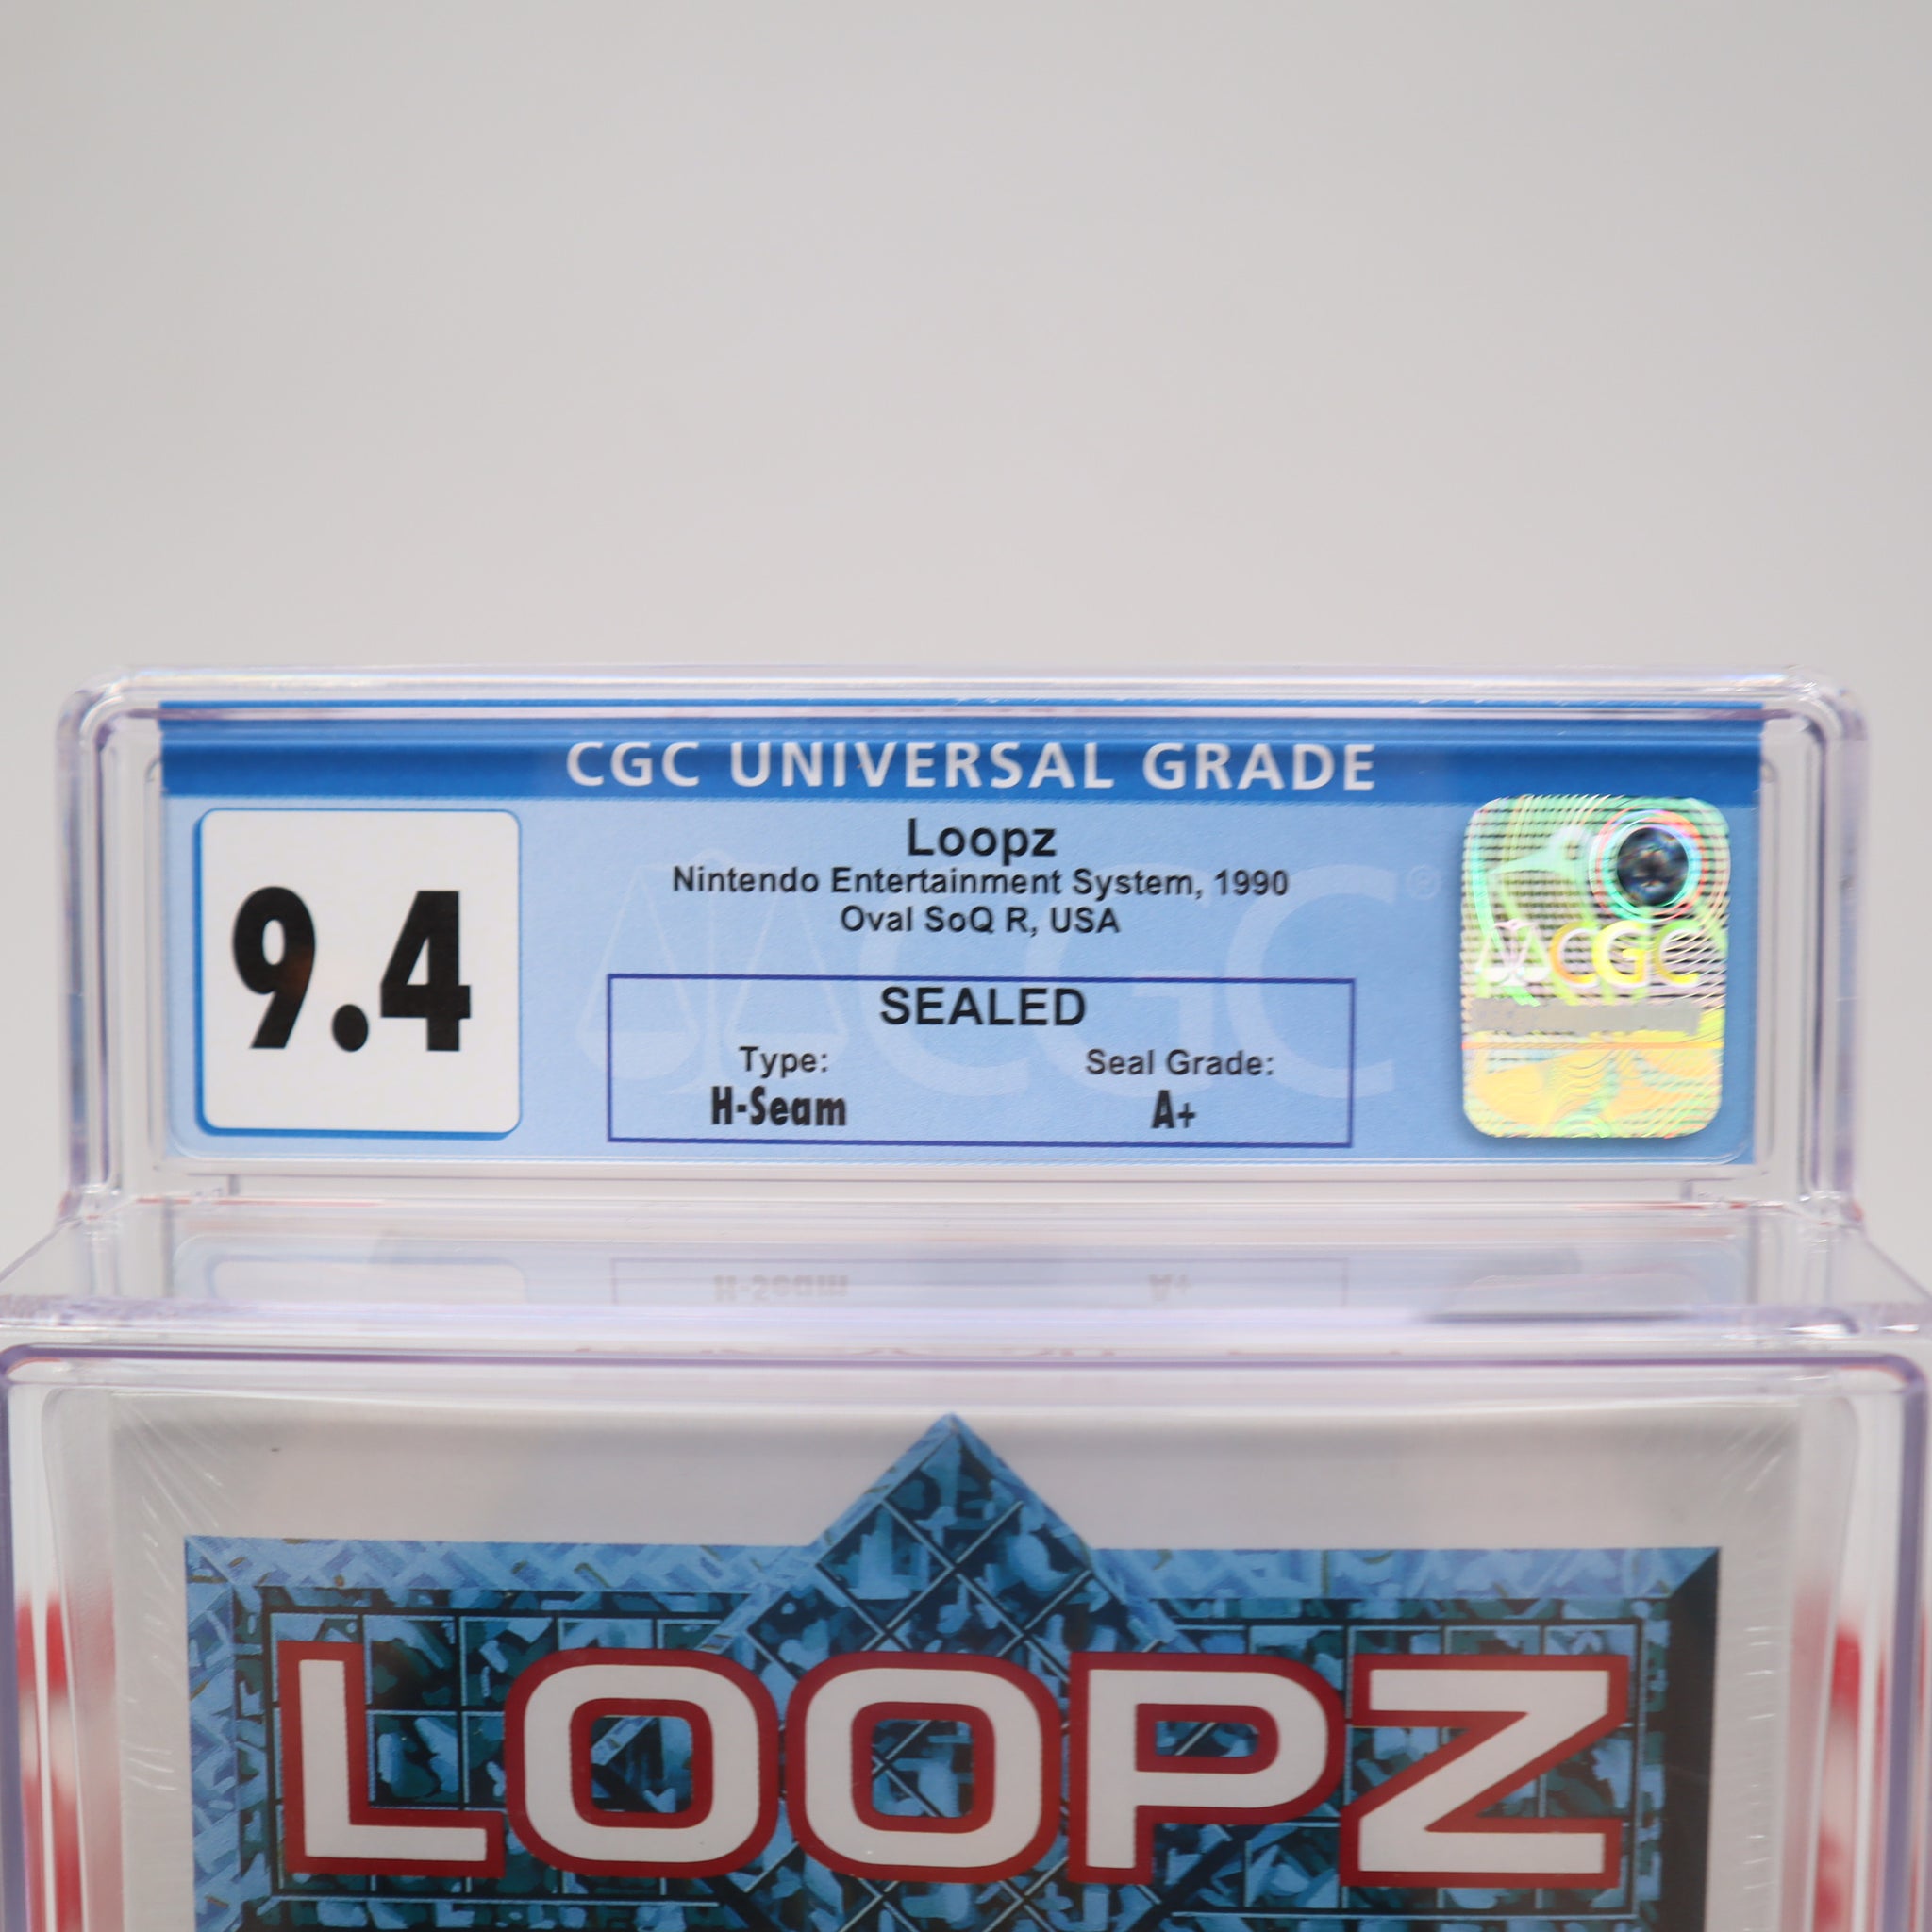 CGC UNIVERSAL GRADE
9.4
Loopz
Nintendo Entertainment System, 1990
Oval SoQ R, USA
CGC®
SEALED
Type:
H-Seam
Seal Grade:
A+
CGC
LOOPZ